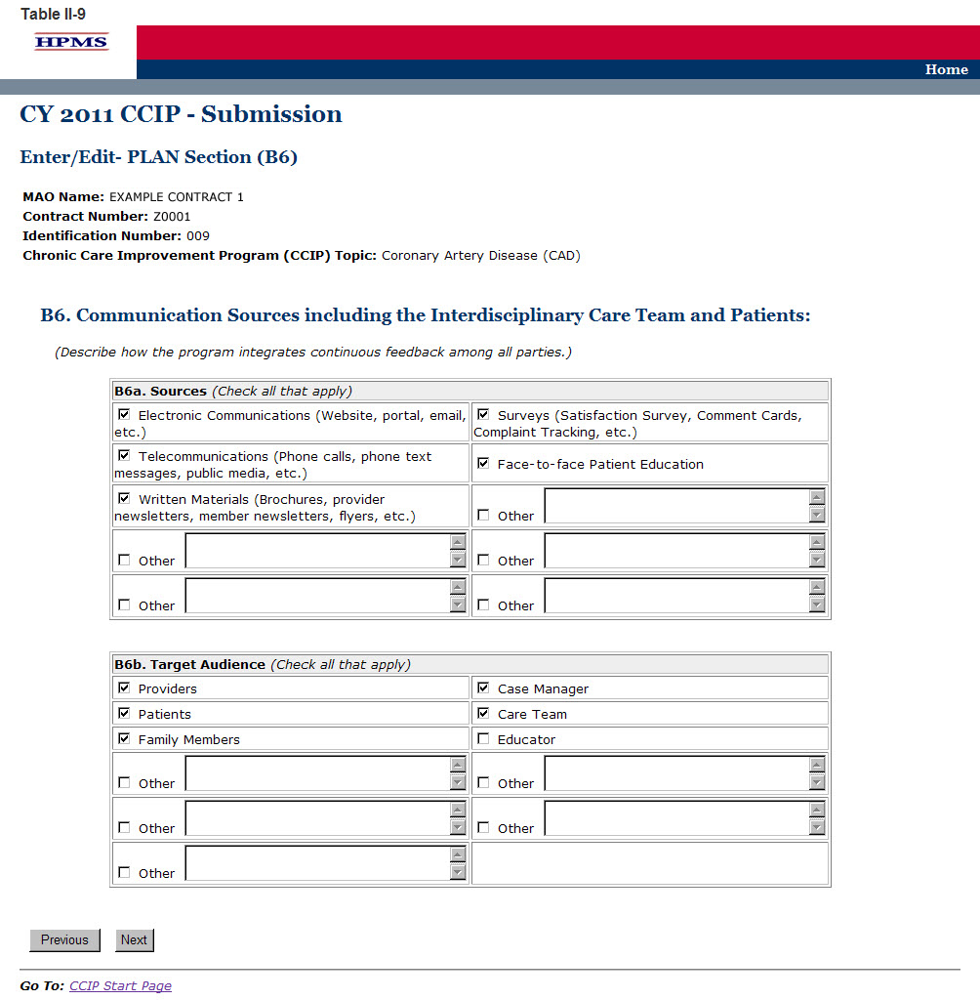 Table II-9
HPMS
Home
CY 2011 CCIP - Submission
Enter/Edit- PLAN Section (B6)
MAO Name: EXAMPLE CONTRACT 1
Contract Number: Z0001
Identification Number: 009
Chronic Care Improvement Program (CCIP) Topic: Coronary Artery Disease (CAD)
B6. Communication Sources including the Interdisciplinary Care Team and Patients:
(Describe how the program integrates continuous feedback among all parties.)
B6a. Sources (Check all that apply)
Electronic Communications (Website, portal, email,
etc.)
Surveys (Satisfaction Survey, Comment Cards,
Complaint Tracking, etc.)
Telecommunications (Phone calls, phone text
messages, public media, etc.)
Face-to-face Patient Education
Written Materials (Brochures, provider
newsletters, member newsletters, flyers, etc.)
Other
Other
Other
Other
Other
B6b. Target Audience (Check all that apply)
Providers
Case Manager
Patients
Care Team
Family Members
Educator
Other
Other
Other
Other
Other
Previous
Next
Go To: CCIP Start Page